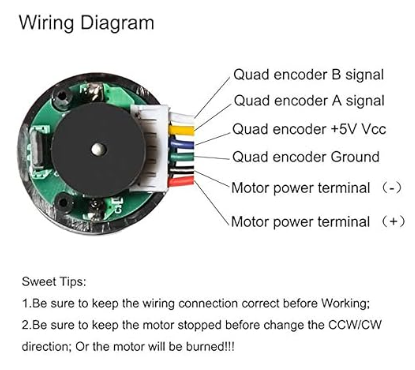 Wiring Diagram
Quad encoder B signal
Quad encoder A signal
Quad encoder +5V Vcc
Quad encoder Ground
Motor power terminal （-）
Motor power terminal （+）
Sweet Tips:
1.Be sure to keep the wiring connection correct before Working;
2.Be sure to keep the motor stopped before change the CCW/CW
direction; Or the motor will be burned!!!